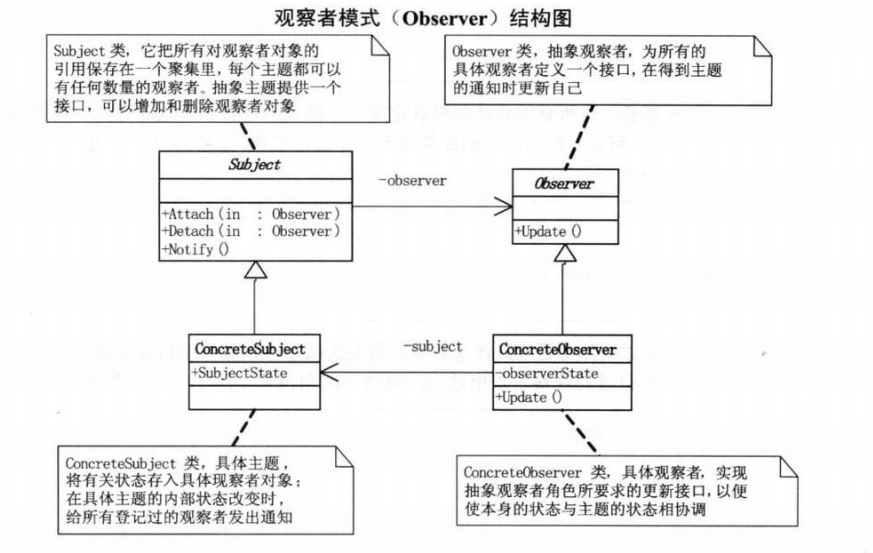 观察者模式（Observer）结构图
Subject 类，它把所有对观察者对象的
引用保存在一个聚集里，每个主题都可以
有任何数量的观察者。抽象主题提供一个
接口，可以增加和删除观察者对象
Observer 类，抽象观察者，为所有的
具体观察者定义一个接口，在得到主题
的通知时更新自己
Subject
-observer
Observer
+Attach(in : Observer)
+Detach(in : Observer)
+Notify()
+Update()
ConcreteSubject
+SubjectState
-subject
ConcreteObserver
-observerState
+Update()
ConcreteSubject 类，具体主题，
将有关状态存入具体现察者对象；
在具体主题的内部状态改变时，
给所有登记过的观察者发出通知
ConcreteObserver 类，具体观察者，实现
抽象观察者角色所要求的更新接口，以便
使本身的状态与主题的状态相协调